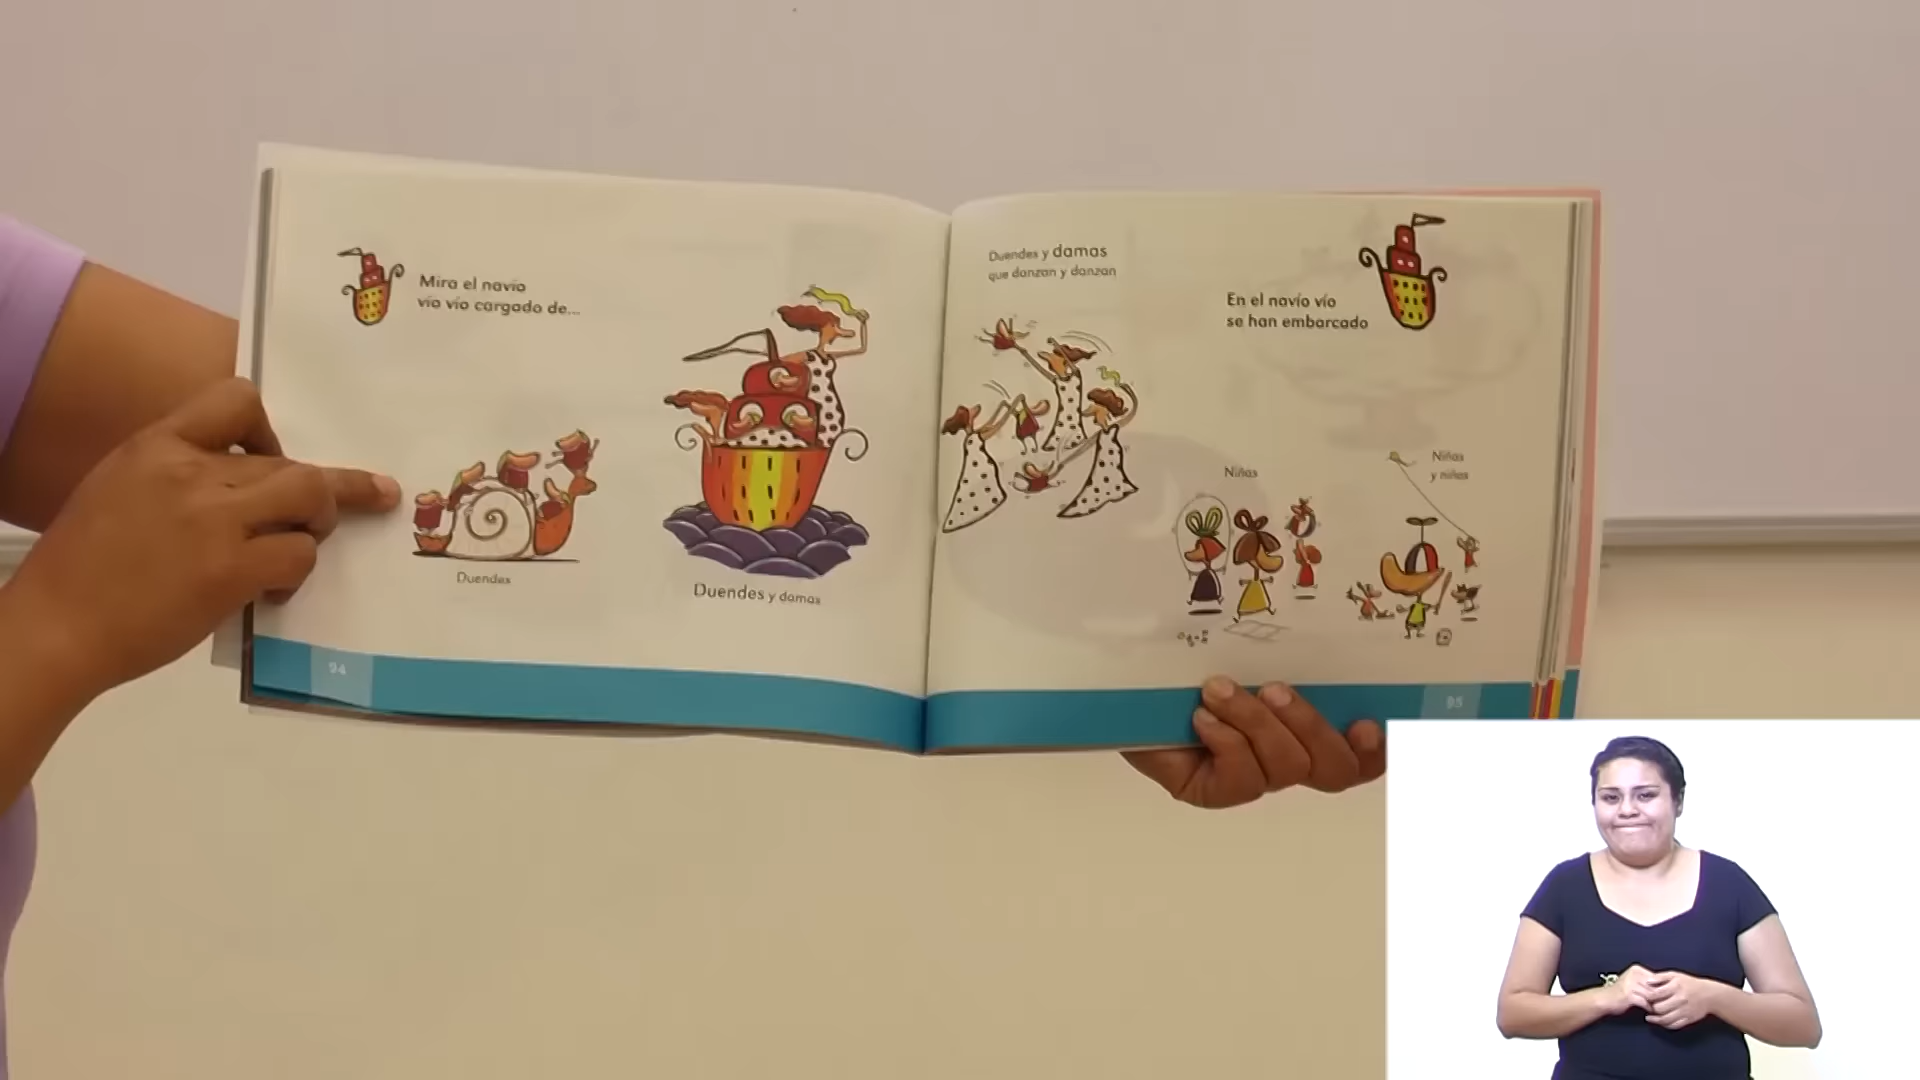 Mira el navío
vío vío cargado de...
Duendes
Duendes y damas
94
Duendes y damas
que danzan y danzan
En el navío vío
se han embarcado
Niñas
Niñas
y niños
95